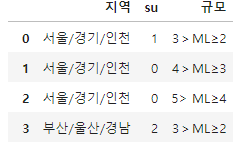 지역 su 규모
0 서울/경기/인천 1 3 > ML≥2
1 서울/경기/인천 0 4 > ML≥3
2 서울/경기/인천 0 5> ML≥4
3 부산/울산/경남 2 3 > ML≥2